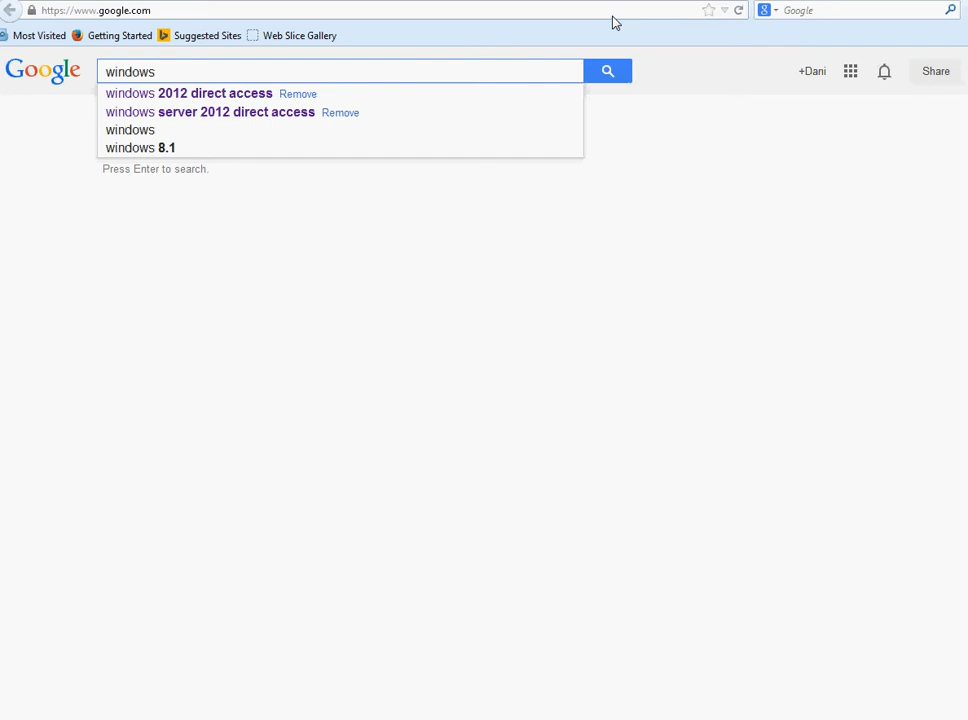 https://www.google.com
Google
Most Visited Getting Started Suggested Sites Web Slice Gallery
Google windows +Dani Share
windows 2012 direct access Remove
windows server 2012 direct access Remove
windows
windows 8.1
Press Enter to search.